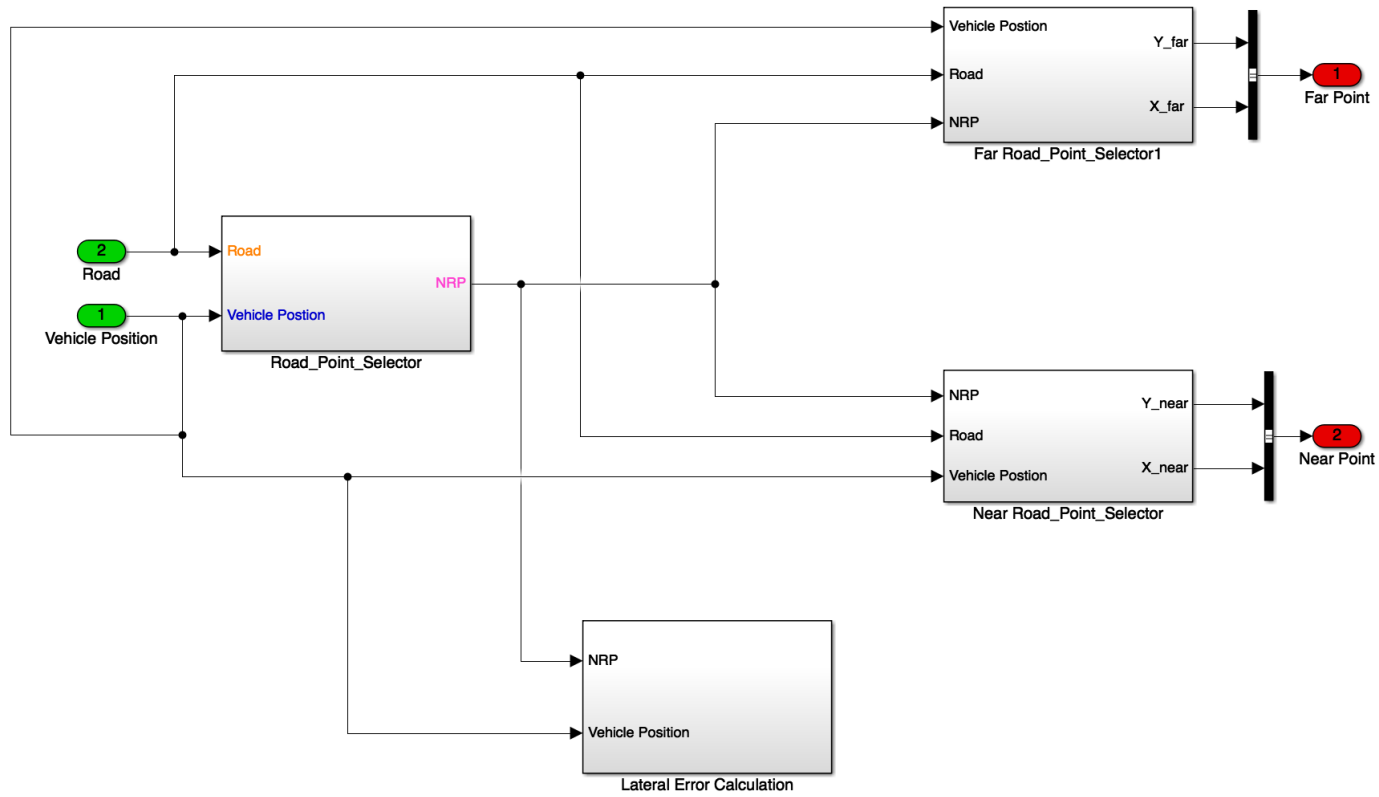 Vehicle Postion
Road
NRP
Y_far
X_far
Far Road_Point_Selector1
1
Far Point
2
Road
1
Vehicle Position
Road
Vehicle Postion
NRP
Road_Point_Selector
NRP
Road
Vehicle Postion
Y_near
X_near
Near Road_Point_Selector
2
Near Point
NRP
Vehicle Position
Lateral Error Calculation